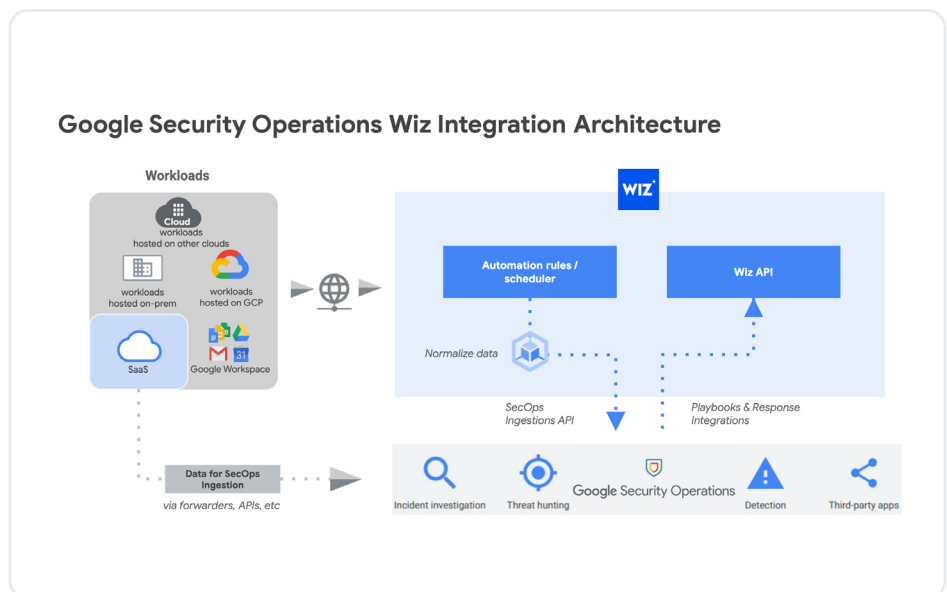 Google Security Operations Wiz Integration Architecture
Workloads
Cloud
workloads
hosted on other clouds
workloads
hosted on-prem
workloads
hosted on GCP
SaaS
31
Google Workspace
WIZ
Automation rules /
scheduler
Wiz API
Normalize data
SecOps
Ingestions API
Playbooks & Response
Integrations
Data for SecOps
Ingestion
via forwarders, APIs, etc
Incident investigation
Threat hunting
Google Security Operations
Detection
Third-party apps